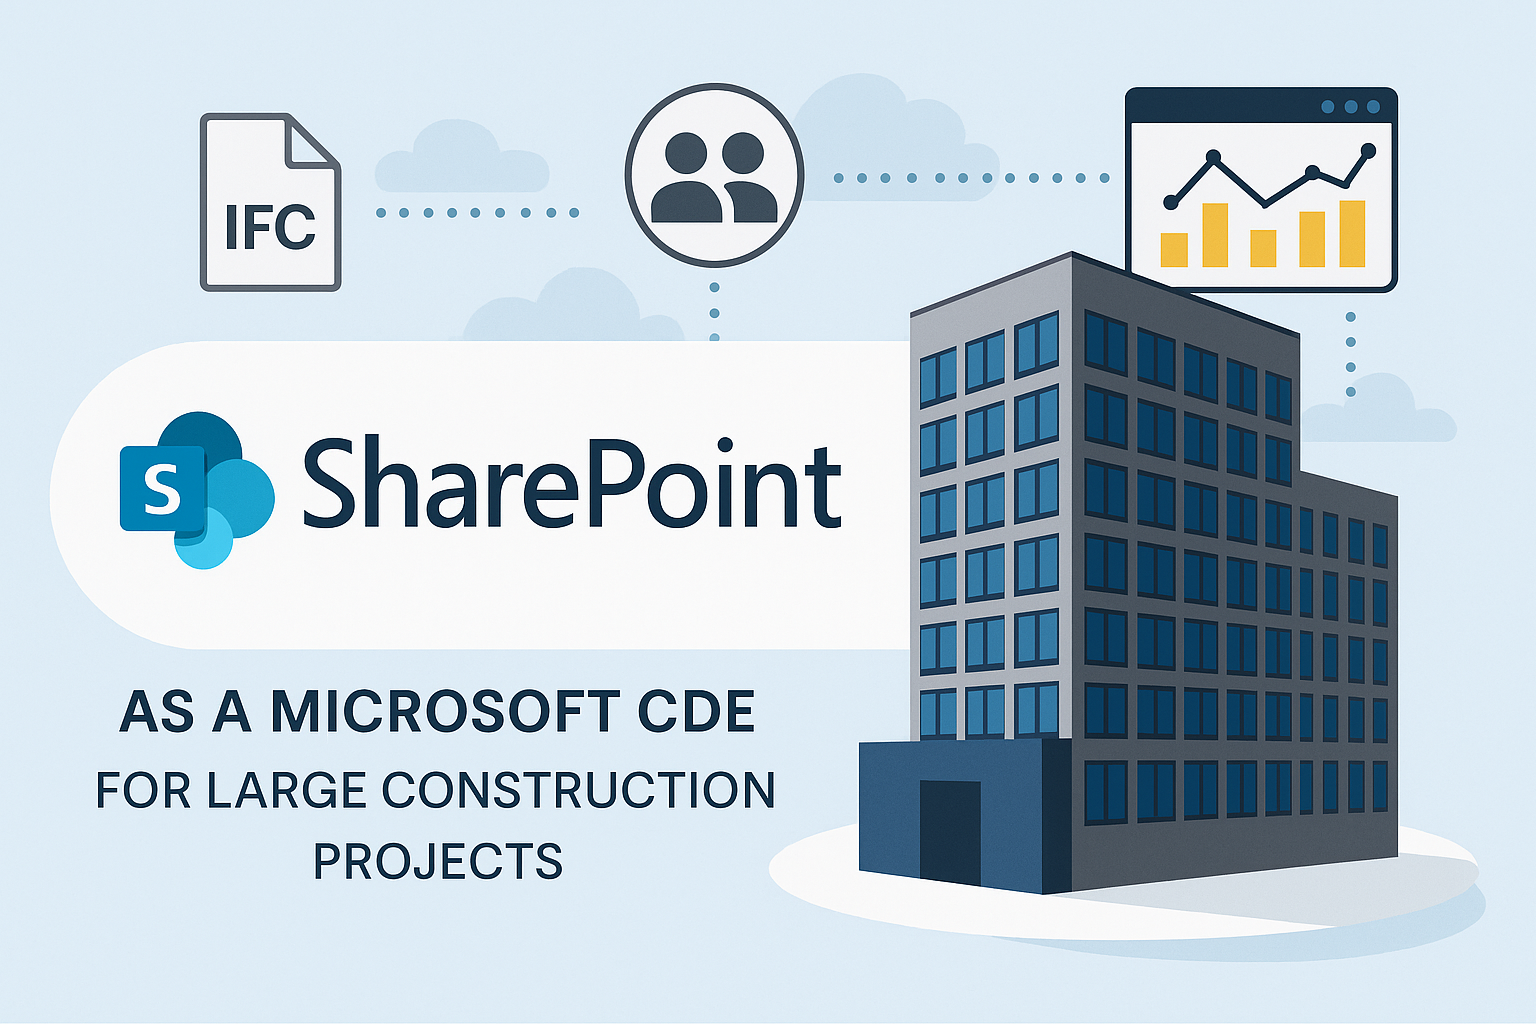 IFC
S SharePoint
AS A MICROSOFT CDE
FOR LARGE CONSTRUCTION
PROJECTS